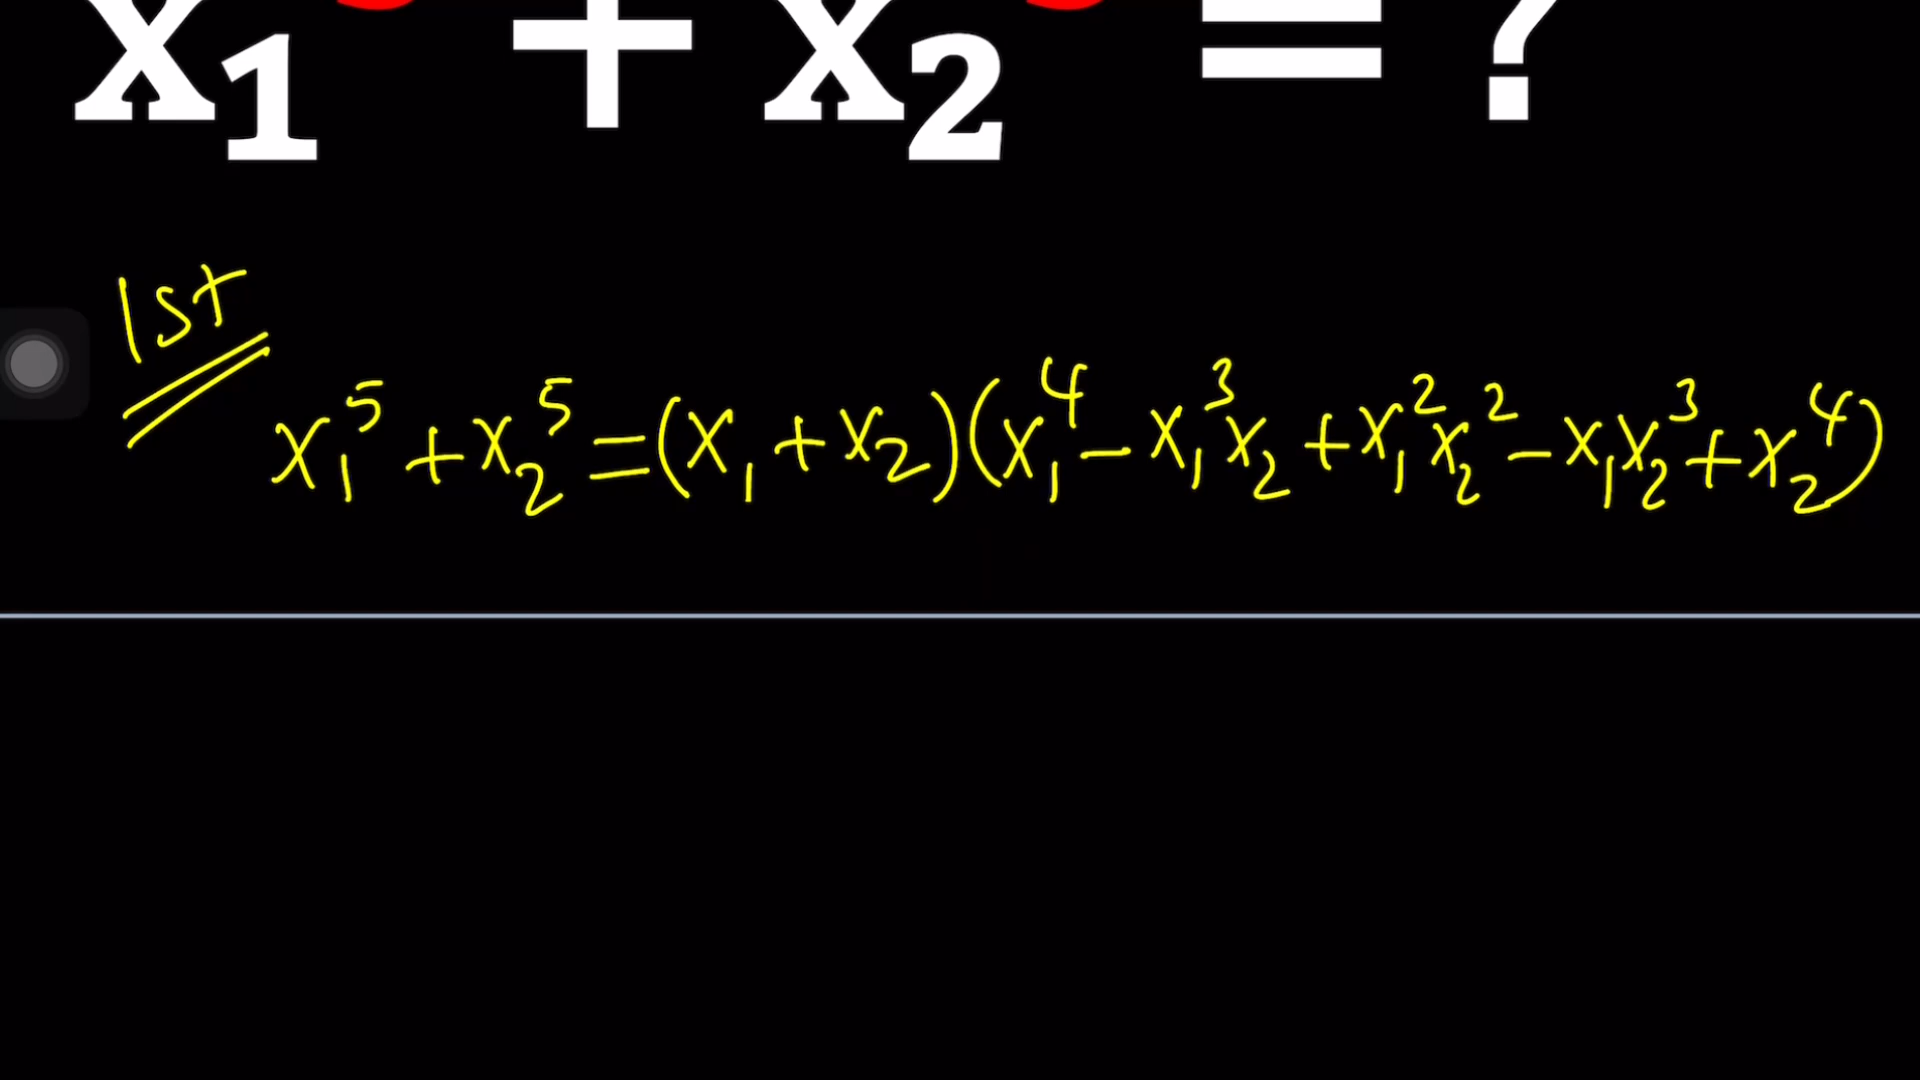 x₁ + x₂ = ?
1st
x₁⁵ + x₂⁵ = (x₁ + x₂)(x₁⁴ - x₁³x₂ + x₁²x₂² - x₁x₂³ + x₂⁴)